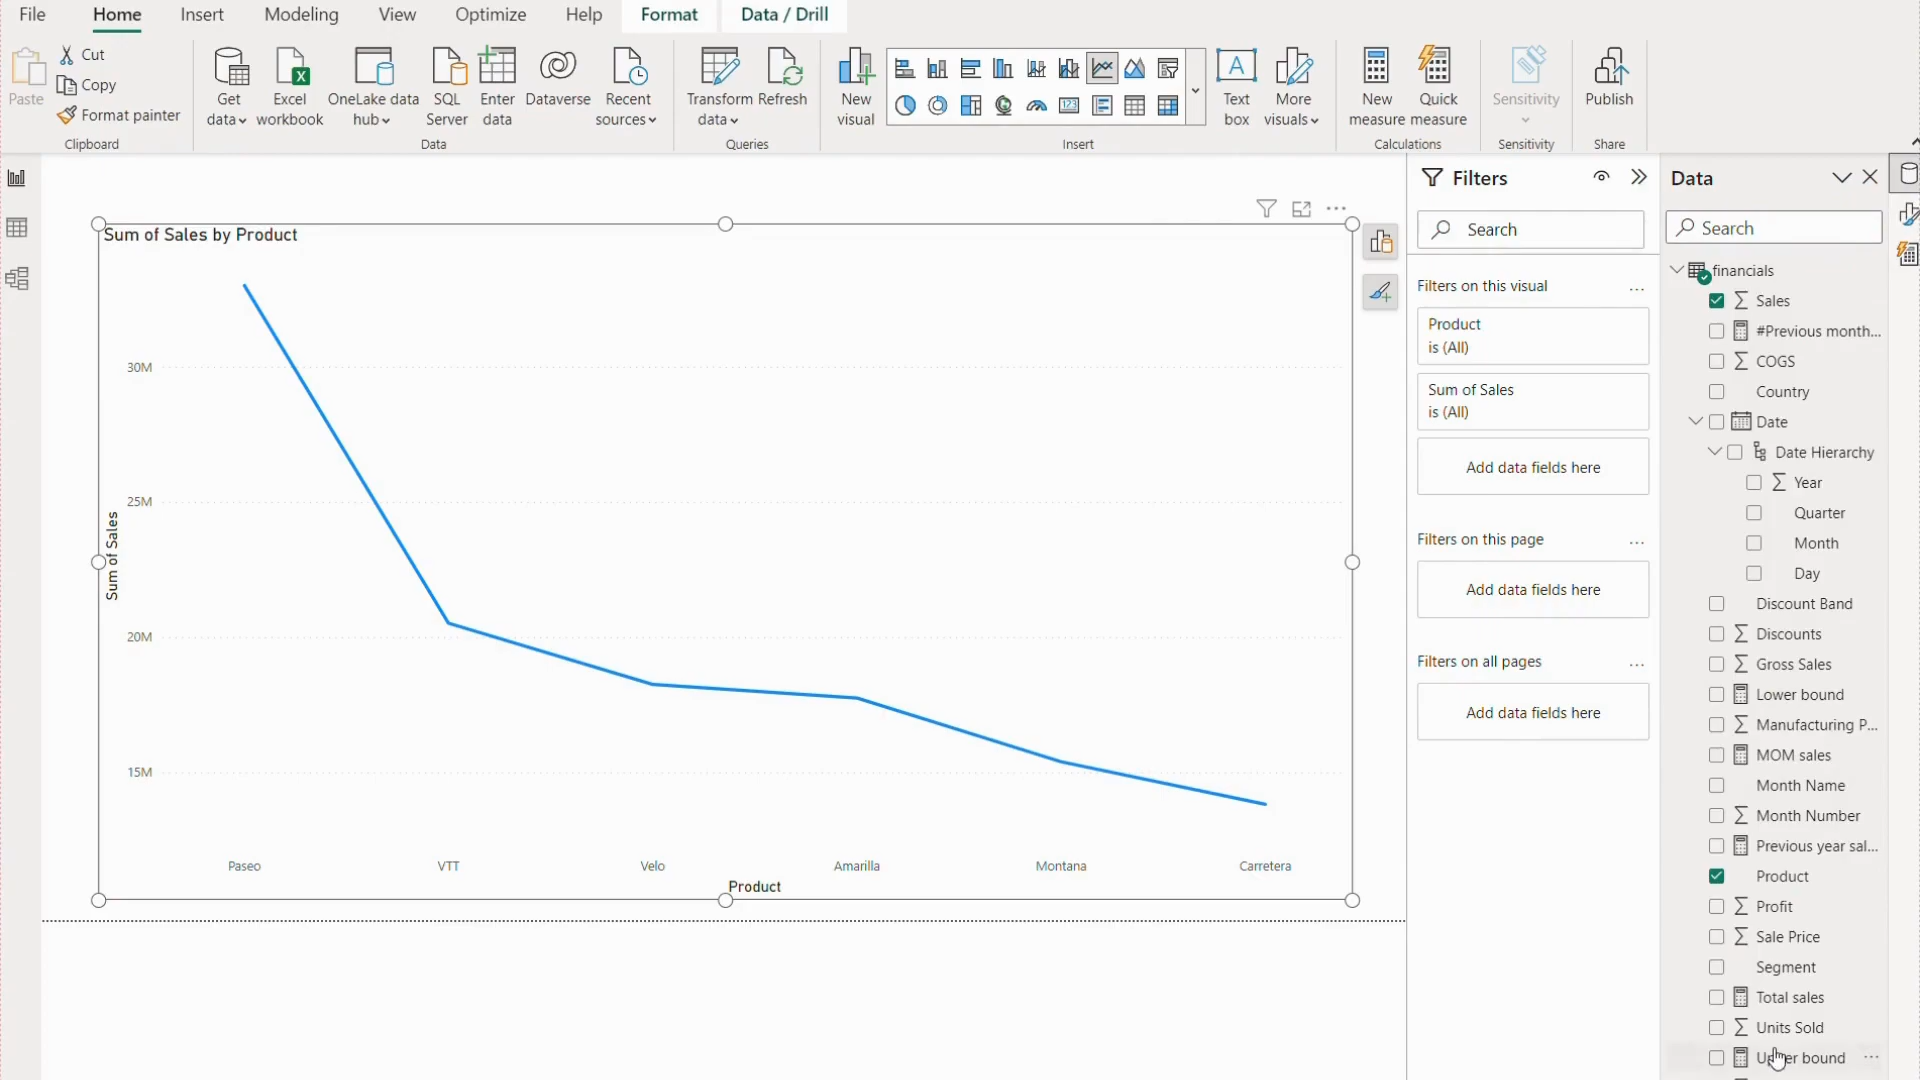 File Home Insert Modeling View Optimize Help Format Data / Drill
Paste
Cut
Copy
Format painter
Clipboard
Get data
Excel workbook
OneLake data hub
SQL Server
Enter data
Dataverse
Recent sources
Data
Transform data
Refresh
Queries
New visual
123
A
Text box
More visuals
Insert
New measure
Quick measure
Calculations
Sensitivity
Sensitivity
Publish
Share
Sum of Sales by Product
30M
25M
20M
15M
Sum of Sales
Paseo VTT Velo Amarilla Montana Carretera
Product
Filters
Search
Filters on this visual
Product
is (All)
Sum of Sales
is (All)
Add data fields here
Filters on this page
Add data fields here
Filters on all pages
Add data fields here
Data
Search
financials
Sales
#Previous month...
COGS
Country
Date
Date Hierarchy
Year
Quarter
Month
Day
Discount Band
Discounts
Gross Sales
Lower bound
Manufacturing P...
MOM sales
Month Name
Month Number
Previous year sal...
Product
Profit
Sale Price
Segment
Total sales
Units Sold
Upper bound